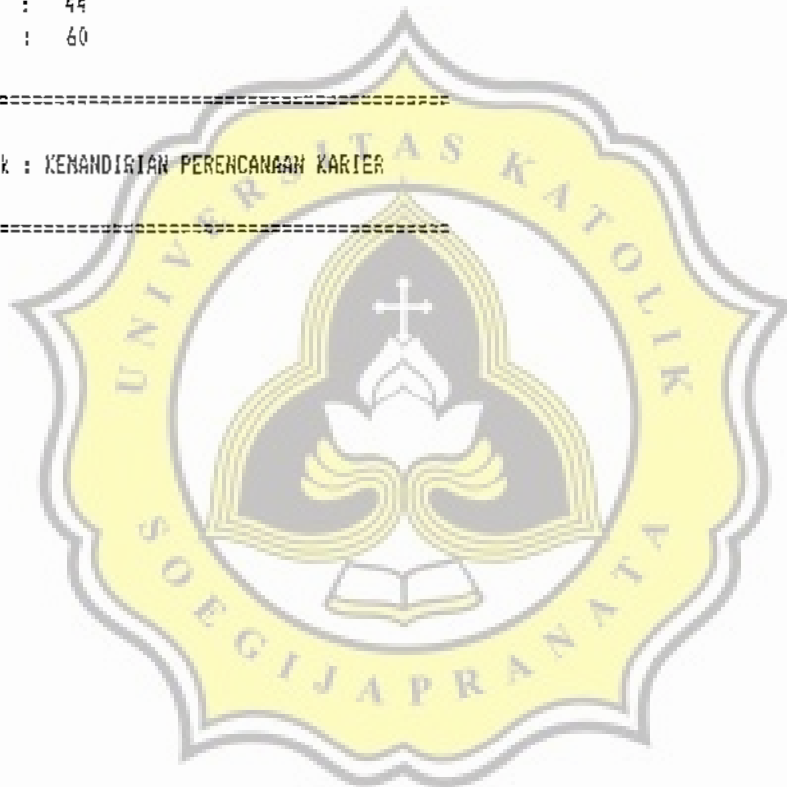 : 44
: 60
=============================================
k : KEMANDIRIAN PERENCANAAN KARIER
=============================================
UNIVERSITAS KATOLIK
SOEGIJAPRANATA